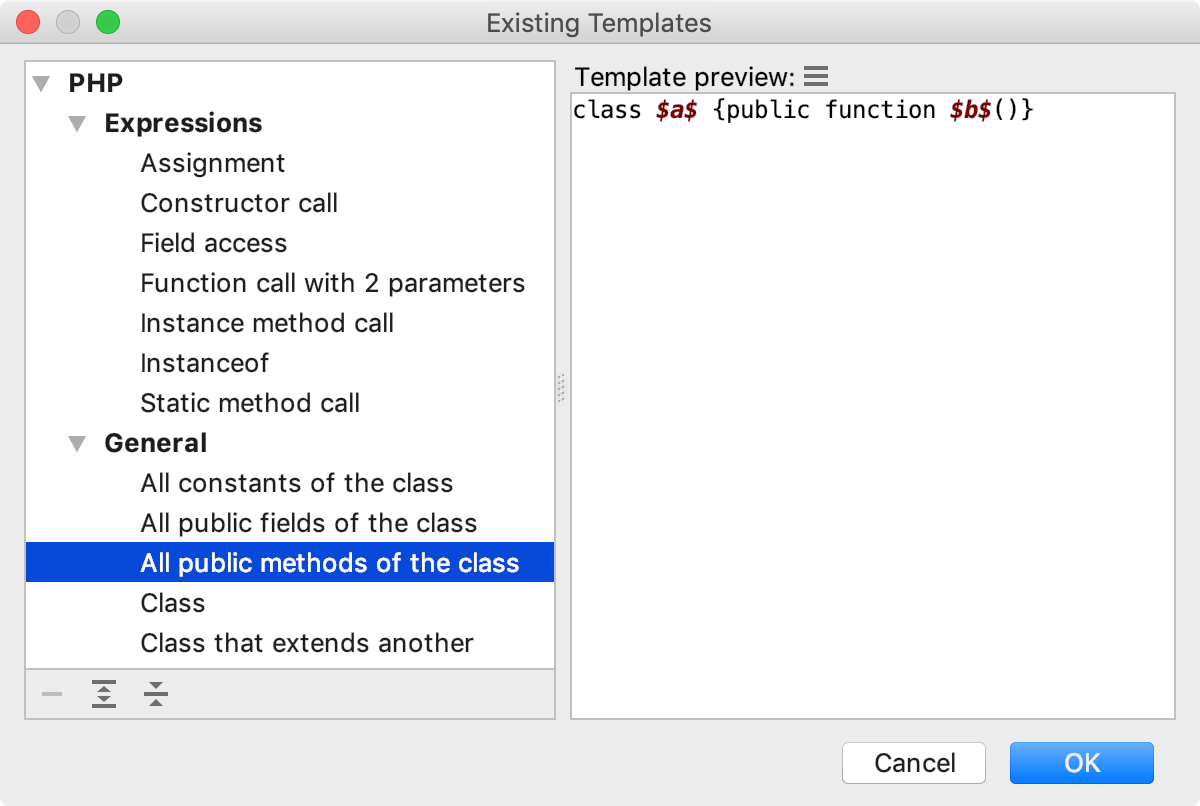 Existing Templates
PHP
Expressions
Assignment
Constructor call
Field access
Function call with 2 parameters
Instance method call
Instanceof
Static method call
General
All constants of the class
All public fields of the class
All public methods of the class
Class
Class that extends another
Template preview:
class $a$ {public function $b$()}
Cancel
OK